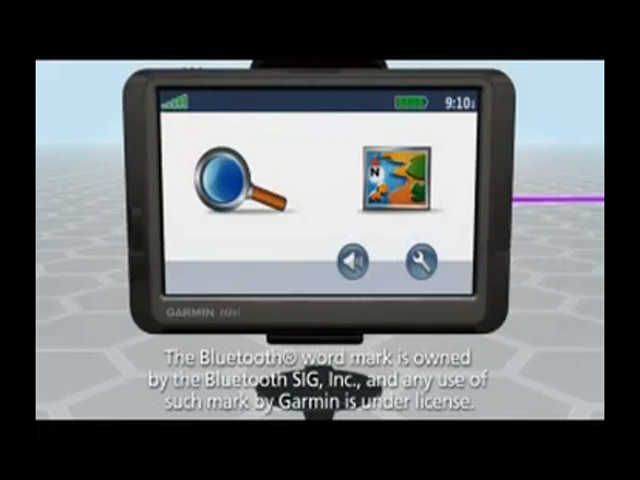 9:10
N
GARMIN nüvi
The Bluetooth® word mark is owned
by the Bluetooth SIG, Inc., and any use of
such mark by Garmin is under license.